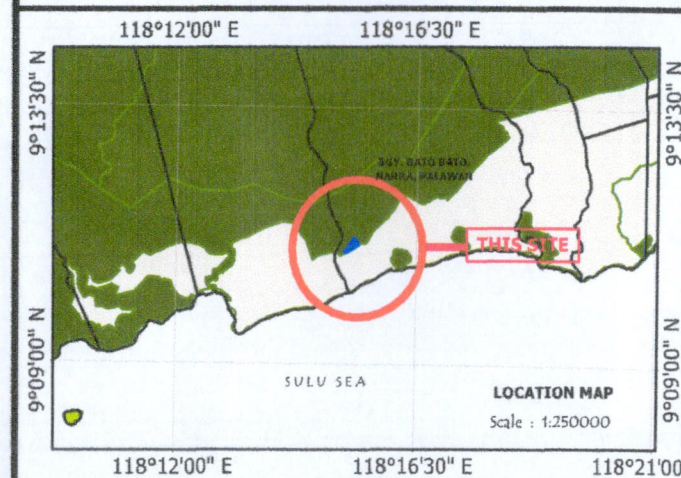 118°12'00" E 118°16'30" E
9°13'30" N
9°13'30" N
BGY. BATO BATO,
NARRA, PALAWAN
THIS SITE
9°09'00" N
9°09'00" N
SULU SEA
LOCATION MAP
Scale : 1:250000
118°12'00" E 118°16'30" E 118°21'00